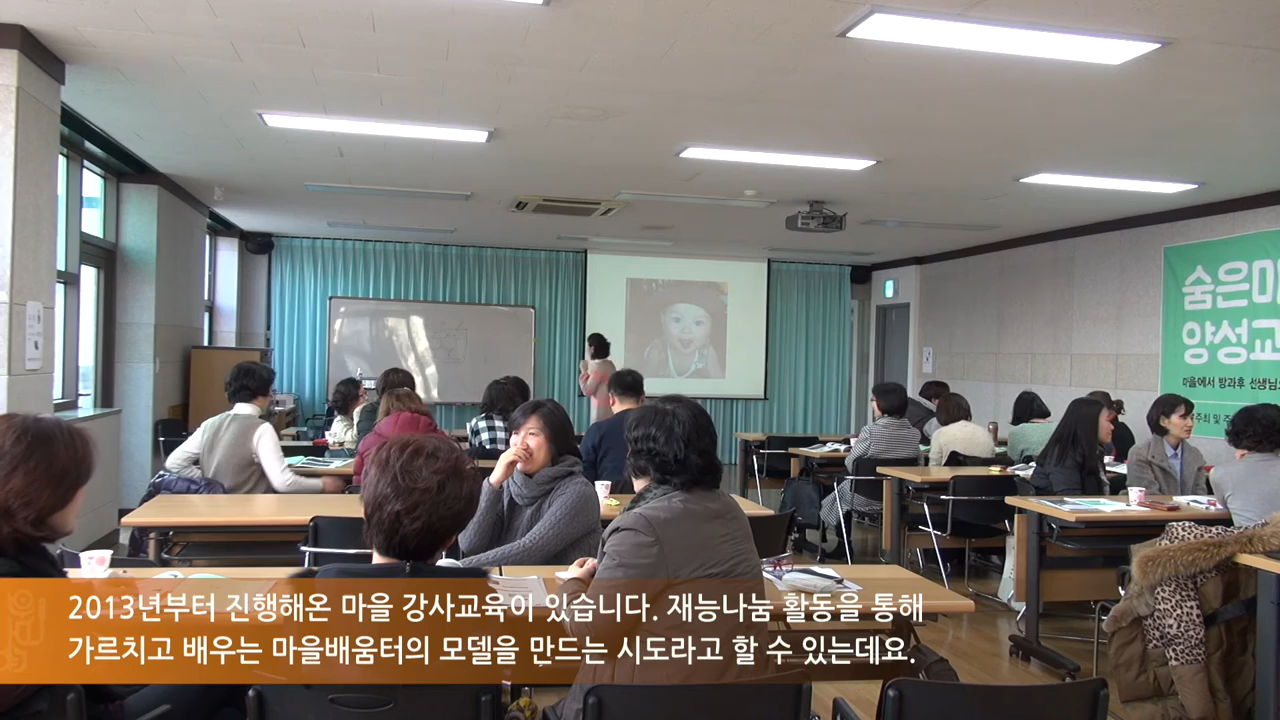 숨은마
양성교
마을에서 방과후 선생님
주최 및 주
2013년부터 진행해온 마을 강사교육이 있습니다. 재능나눔 활동을 통해
가르치고 배우는 마을배움터의 모델을 만드는 시도라고 할 수 있는데요.